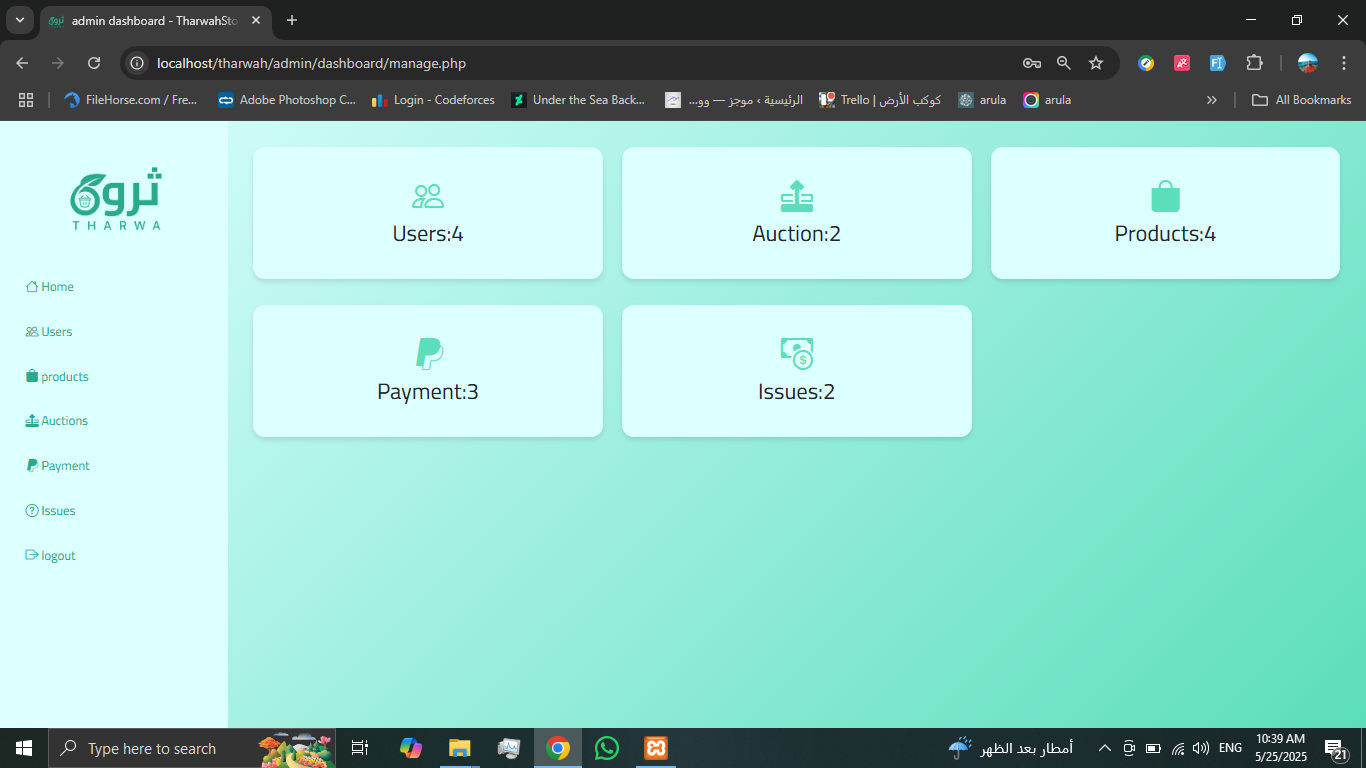 admin dashboard - TharwahSto
localhost/tharwah/admin/dashboard/manage.php
FileHorse.com / Fre...
Adobe Photoshop C...
Login - Codeforces
Under the Sea Back...
الرئيسية › موجز — وو...
Trello | كوكب الأرض
arula
arula
All Bookmarks
ثروة
THARWA
Home
Users
products
Auctions
Payment
Issues
logout
Users:4
Auction:2
Products:4
Payment:3
Issues:2
Type here to search
أمطار بعد الظهر
ENG
10:39 AM
5/25/2025
21